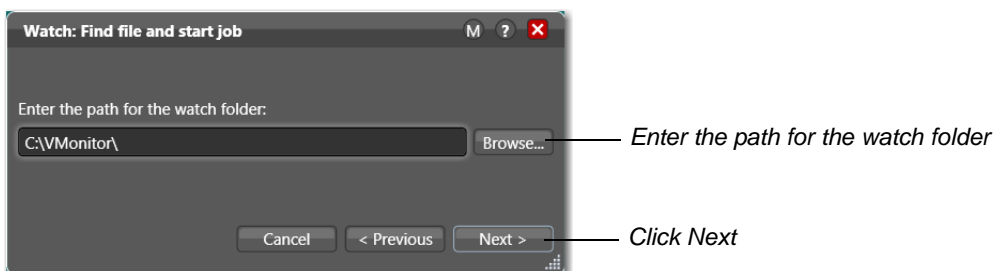 Watch: Find file and start job M ?
Enter the path for the watch folder:
C:\VMonitor\ Browse... Enter the path for the watch folder
Cancel < Previous Next > Click Next